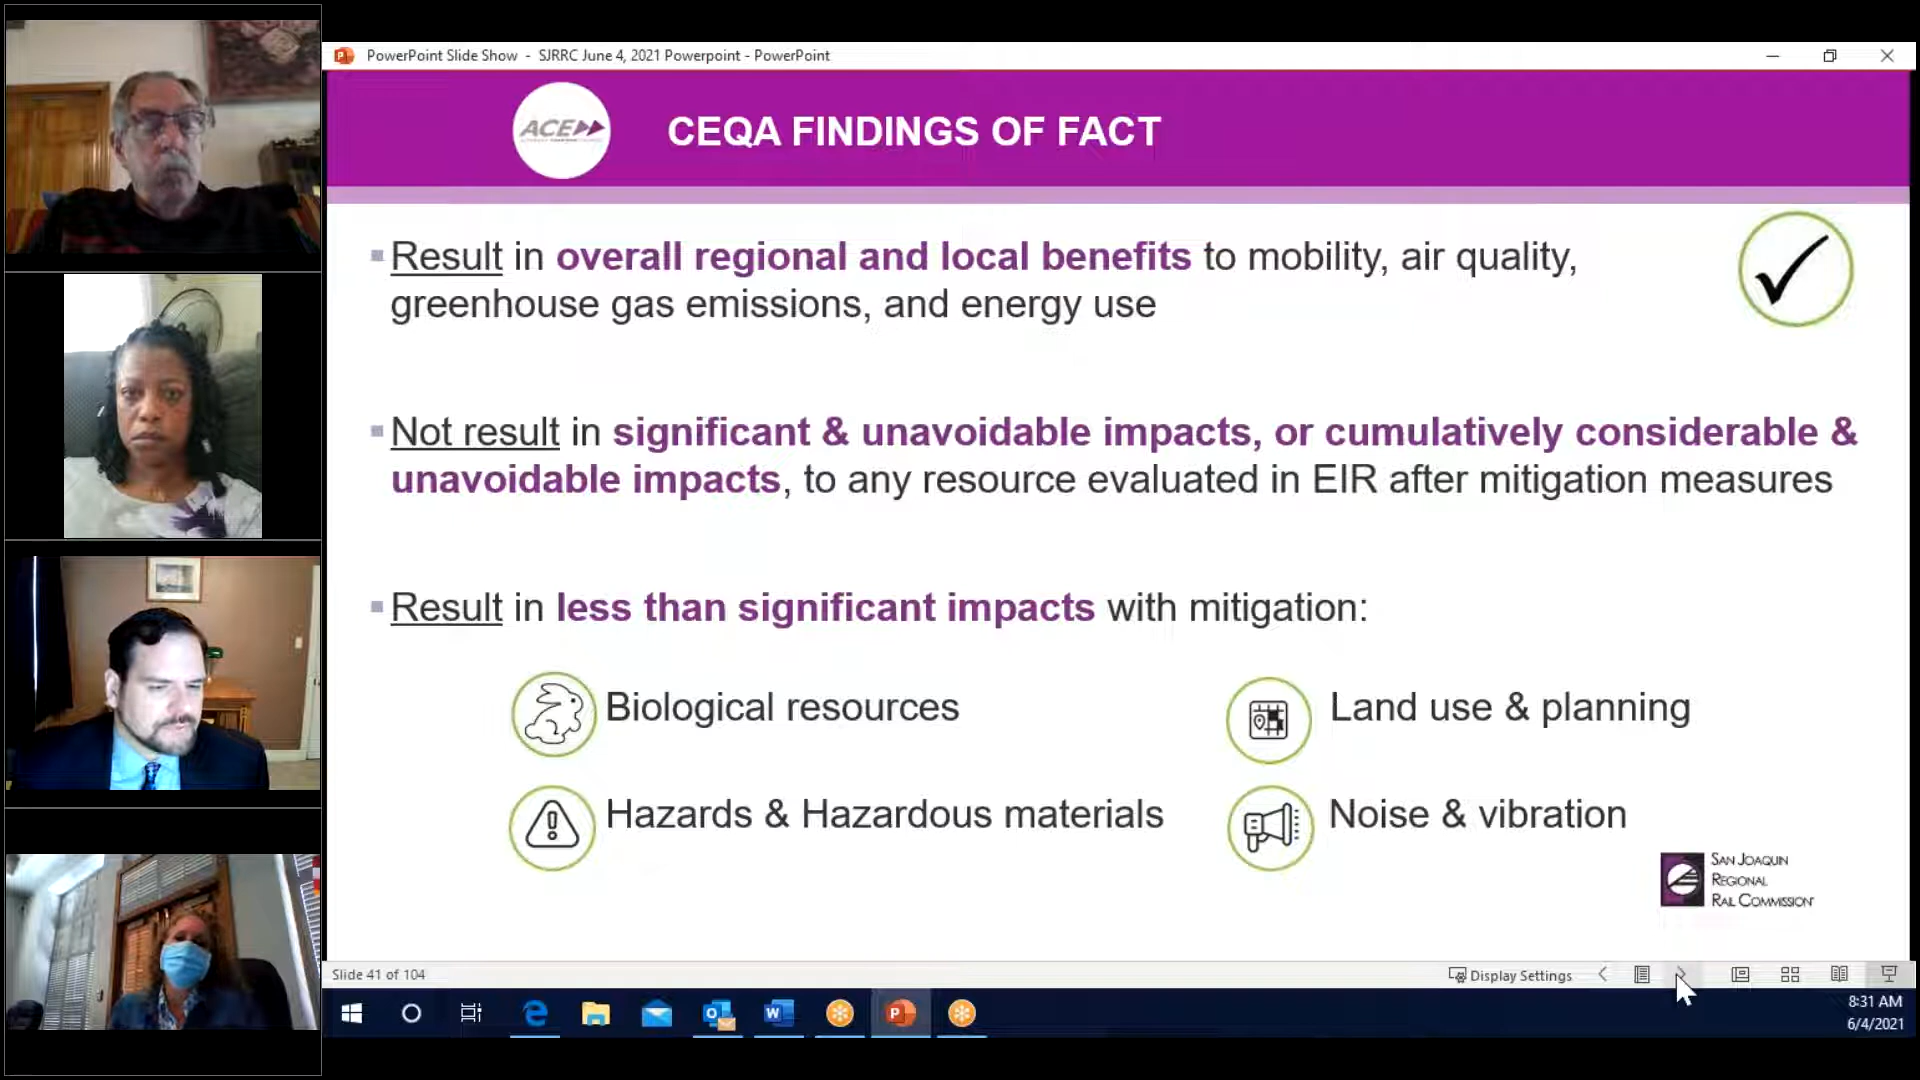 PowerPoint Slide Show - SJRRC June 4, 2021 Powerpoint - PowerPoint
ACE
CEQA FINDINGS OF FACT
Result in overall regional and local benefits to mobility, air quality,
greenhouse gas emissions, and energy use
Not result in significant & unavoidable impacts, or cumulatively considerable &
unavoidable impacts, to any resource evaluated in EIR after mitigation measures
Result in less than significant impacts with mitigation:
Biological resources
Land use & planning
Hazards & Hazardous materials
Noise & vibration
SAN JOAQUIN
REGIONAL
RAIL COMMISSION
Slide 41 of 104
Display Settings
8:31 AM
6/4/2021